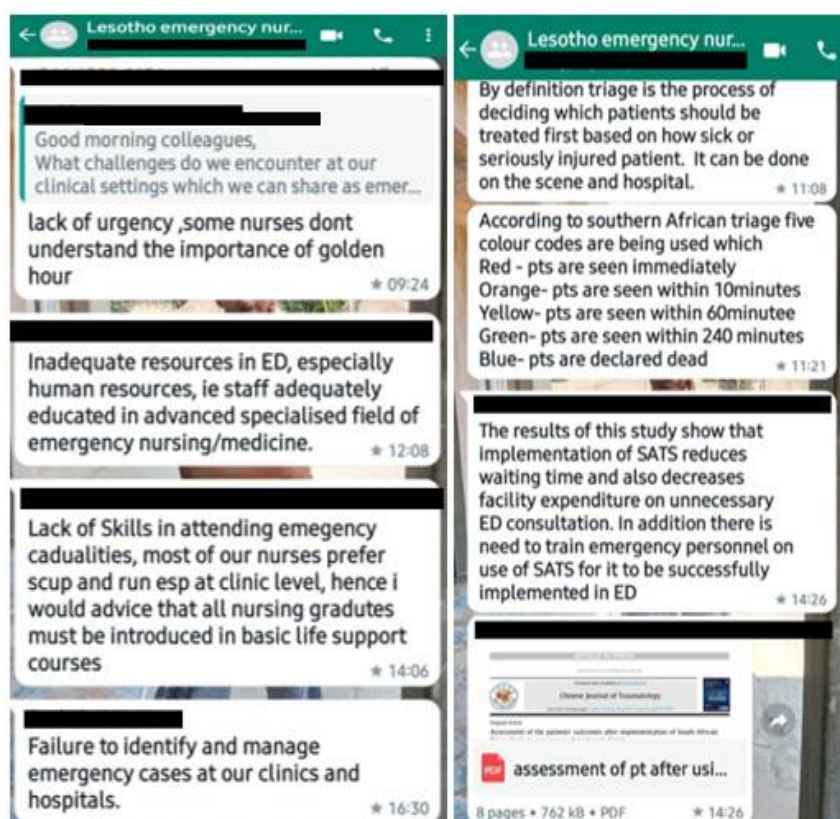 Lesotho emergency nur...
Good morning colleagues,
What challenges do we encounter at our
clinical settings which we can share as emer...
lack of urgency ,some nurses dont
understand the importance of golden
hour
09:24
Inadequate resources in ED, especially
human resources, ie staff adequately
educated in advanced specialised field of
emergency nursing/medicine.
12:08
Lack of Skills in attending emegency
cadualities, most of our nurses prefer
scup and run esp at clinic level, hence i
would advice that all nursing gradutes
must be introduced in basic life support
courses
14:06
Failure to identify and manage
emergency cases at our clinics and
hospitals.
16:30
Lesotho emergency nur...
By definition triage is the process of
deciding which patients should be
treated first based on how sick or
seriously injured patient. It can be done
on the scene and hospital.
11:08
According to southern African triage five
colour codes are being used which
Red - pts are seen immediately
Orange- pts are seen within 10minutes
Yellow- pts are seen within 60minutee
Green- pts are seen within 240 minutes
Blue- pts are declared dead
11:21
The results of this study show that
implementation of SATS reduces
waiting time and also decreases
facility expenditure on unnecessary
ED consultation. In addition there is
need to train emergency personnel on
use of SATS for it to be successfully
implemented in ED
14:26
Chinese Journal of Traumatology
Assessment of the patients' outcomes after implementation of South African
PDF
assessment of pt after usi...
8 pages • 762 kB • PDF
14:26